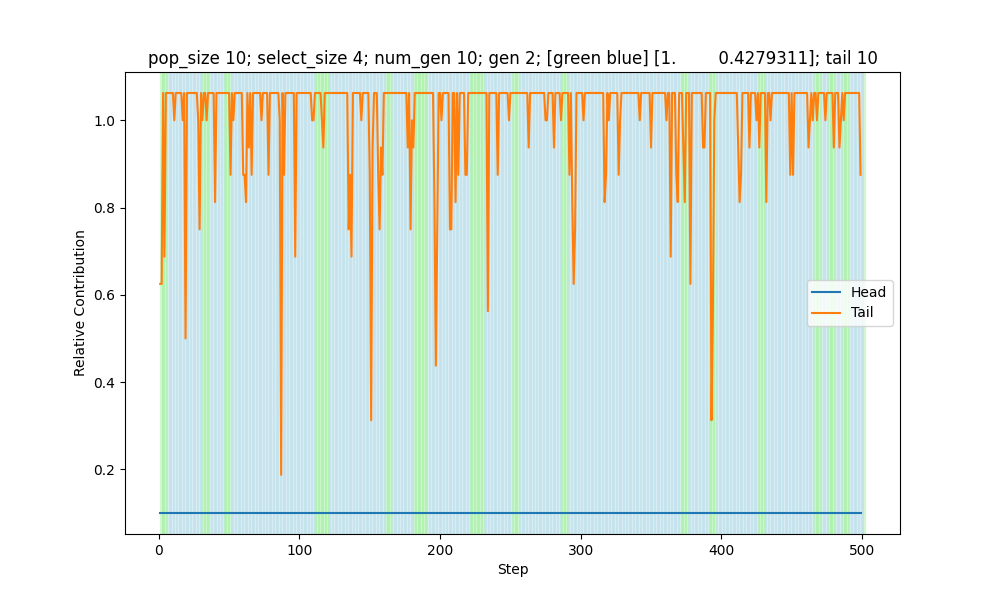 pop_size 10; select_size 4; num_gen 10; gen 2; [green blue] [1.         0.4279311]; tail 10
Relative Contribution
1.0
0.8
0.6
0.4
0.2
Head
Tail
0 100 200 300 400 500
Step